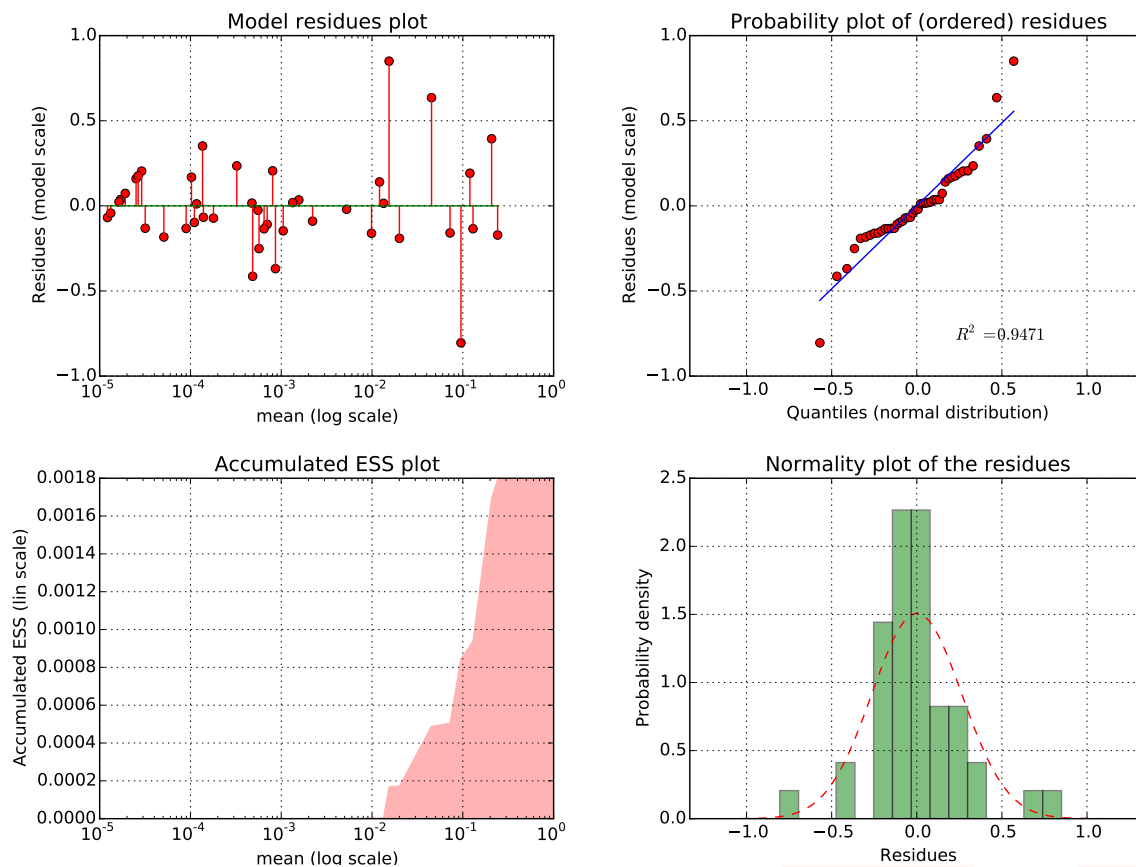 Model residues plot
1.0
0.5
0.0
−0.5
−1.0
Residues (model scale)
10^-5 10^-4 10^-3 10^-2 10^-1 10^0
mean (log scale)
Probability plot of (ordered) residues
1.0
0.5
0.0
−0.5
−1.0
Residues (model scale)
R^2 =0.9471
−1.0 −0.5 0.0 0.5 1.0
Quantiles (normal distribution)
Accumulated ESS plot
0.0018
0.0016
0.0014
0.0012
0.0010
0.0008
0.0006
0.0004
0.0002
0.0000
Accumulated ESS (lin scale)
10^-5 10^-4 10^-3 10^-2 10^-1 10^0
mean (log scale)
Normality plot of the residues
2.5
2.0
1.5
1.0
0.5
0.0
Probability density
−1.0 −0.5 0.0 0.5 1.0
Residues